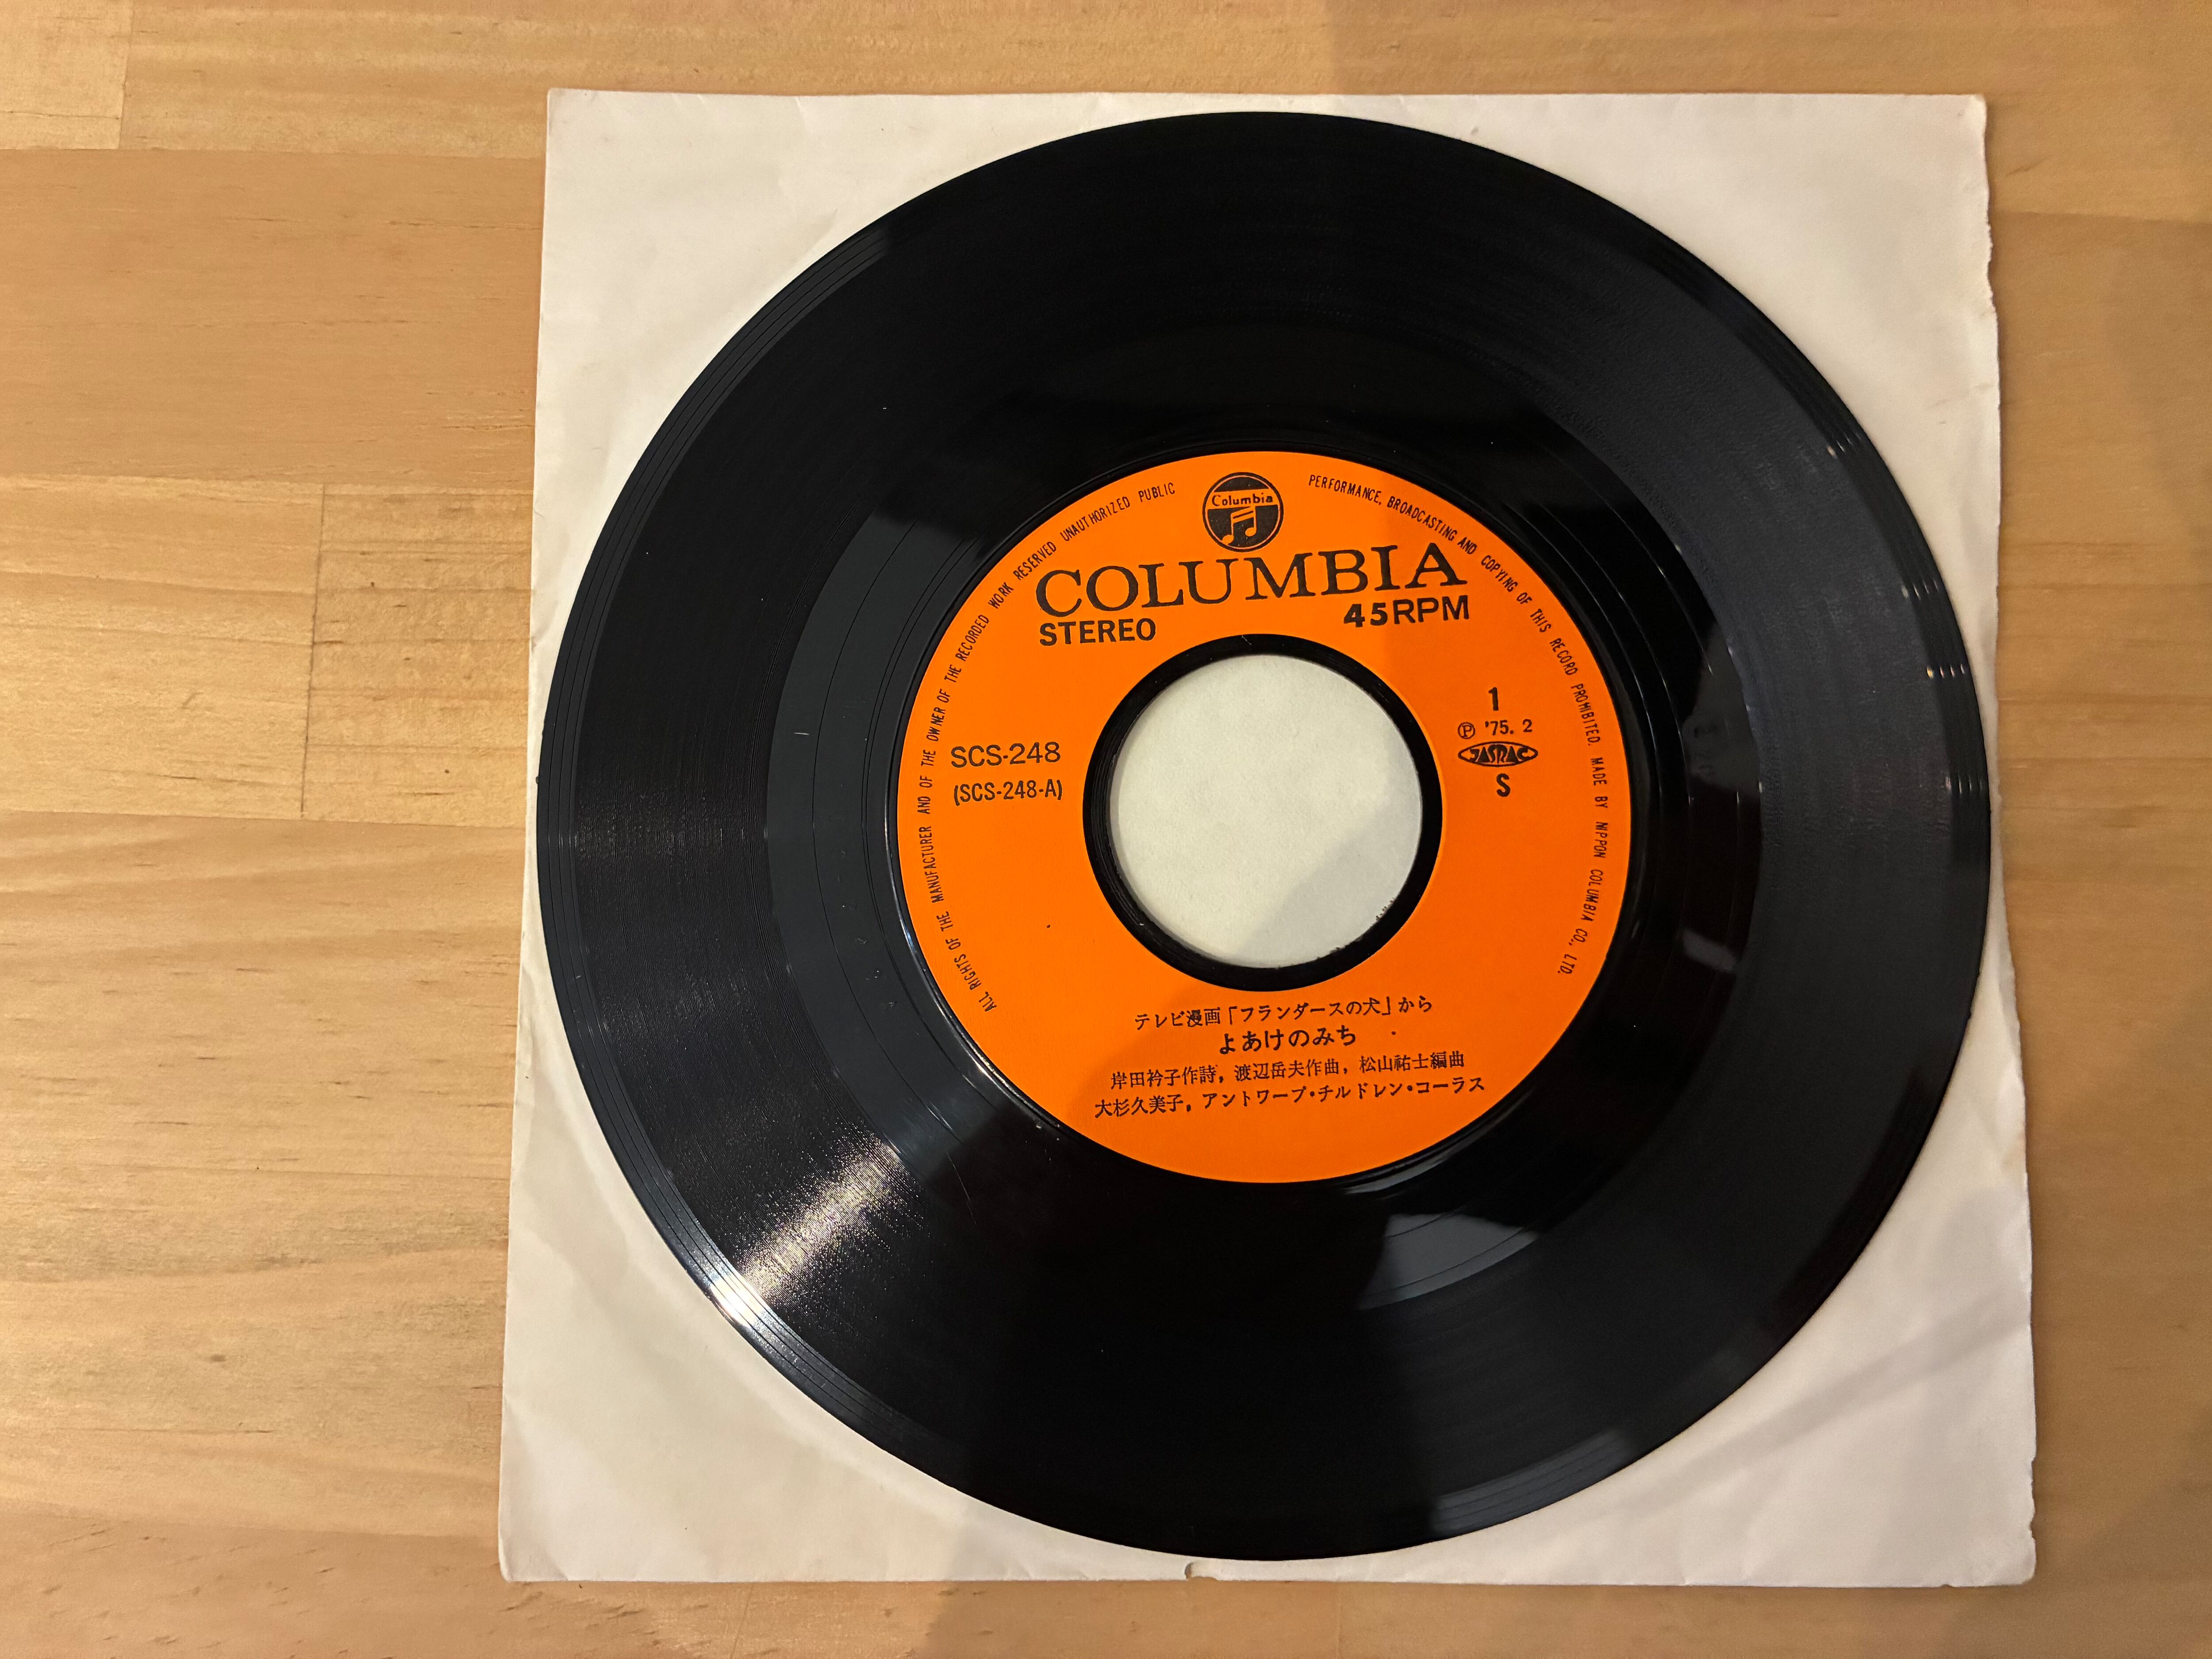 ALL RIGHTS OF THE MANUFACTURER AND OF THE OWNER OF THE RECORDED WORK RESERVED UNAUTHORIZED PUBLIC PERFORMANCE, BROADCASTING AND COPYING OF THIS RECORD PROHIBITED. MADE BY NIPPON COLUMBIA CO., LTD.
Columbia
COLUMBIA
STEREO 45RPM
1
Ⓟ '75. 2
JASRAC
S
SCS-248
(SCS-248-A)
テレビ漫画「フランダースの犬」から
よあけのみち
岸田衿子作詩, 渡辺岳夫作曲, 松山祐士編曲
大杉久美子, アントワープ・チルドレン・コーラス